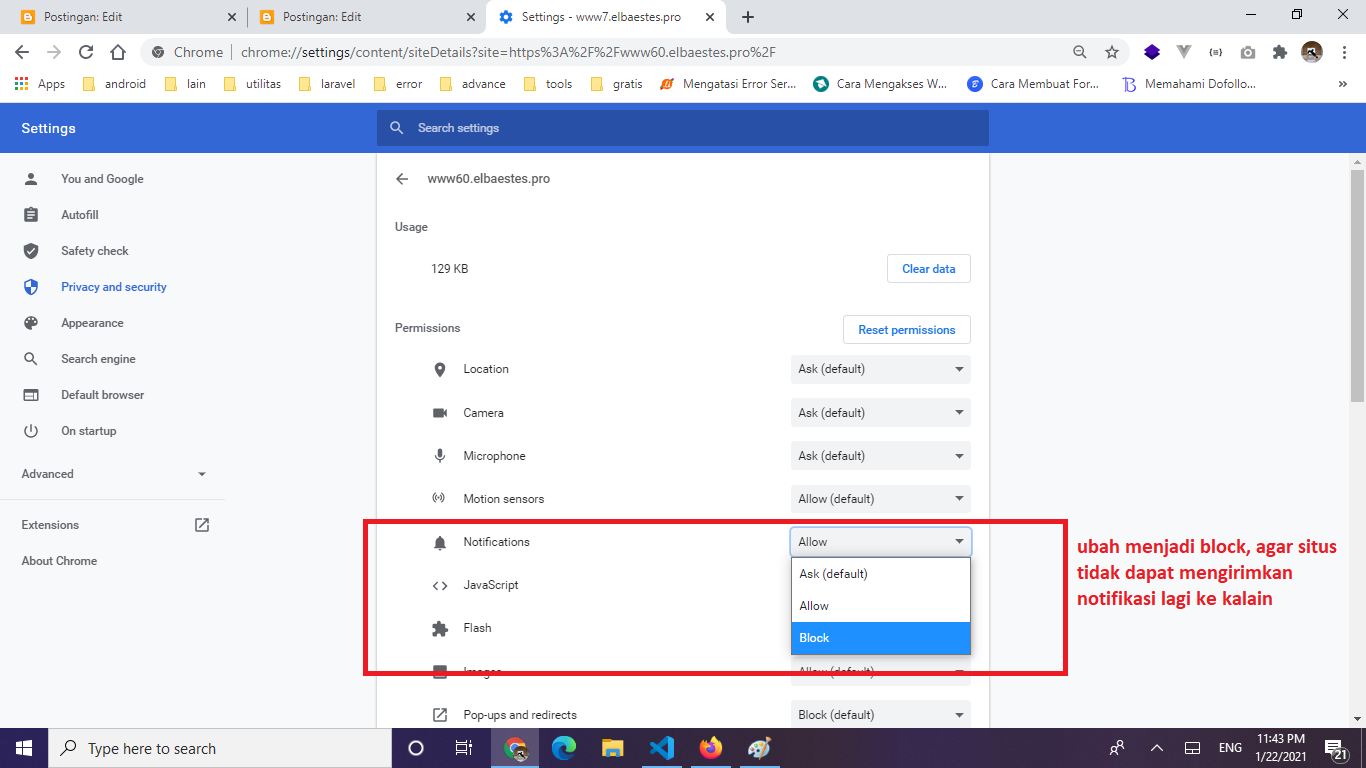 Postingan: Edit
Postingan: Edit
Settings - www7.elbaestes.pro
Chrome
chrome://settings/content/siteDetails?site=https%3A%2F%2Fwww60.elbaestes.pro%2F
Apps
android
lain
utilitas
laravel
error
advance
tools
gratis
Mengatasi Error Ser...
Cara Mengakses W...
Cara Membuat For...
Memahami Dofollo...
»
Settings
Search settings
You and Google
Autofill
Safety check
Privacy and security
Appearance
Search engine
Default browser
On startup
Advanced
Extensions
About Chrome
www60.elbaestes.pro
Usage
129 KB
Clear data
Permissions
Reset permissions
Location
Ask (default)
Camera
Ask (default)
Microphone
Ask (default)
Motion sensors
Allow (default)
Notifications
Allow
Ask (default)
Allow
Block
JavaScript
Flash
Images
Allow (default)
Pop-ups and redirects
Block (default)
ubah menjadi block, agar situs
tidak dapat mengirimkan
notifikasi lagi ke kalain
Type here to search
ENG
11:43 PM
1/22/2021
21